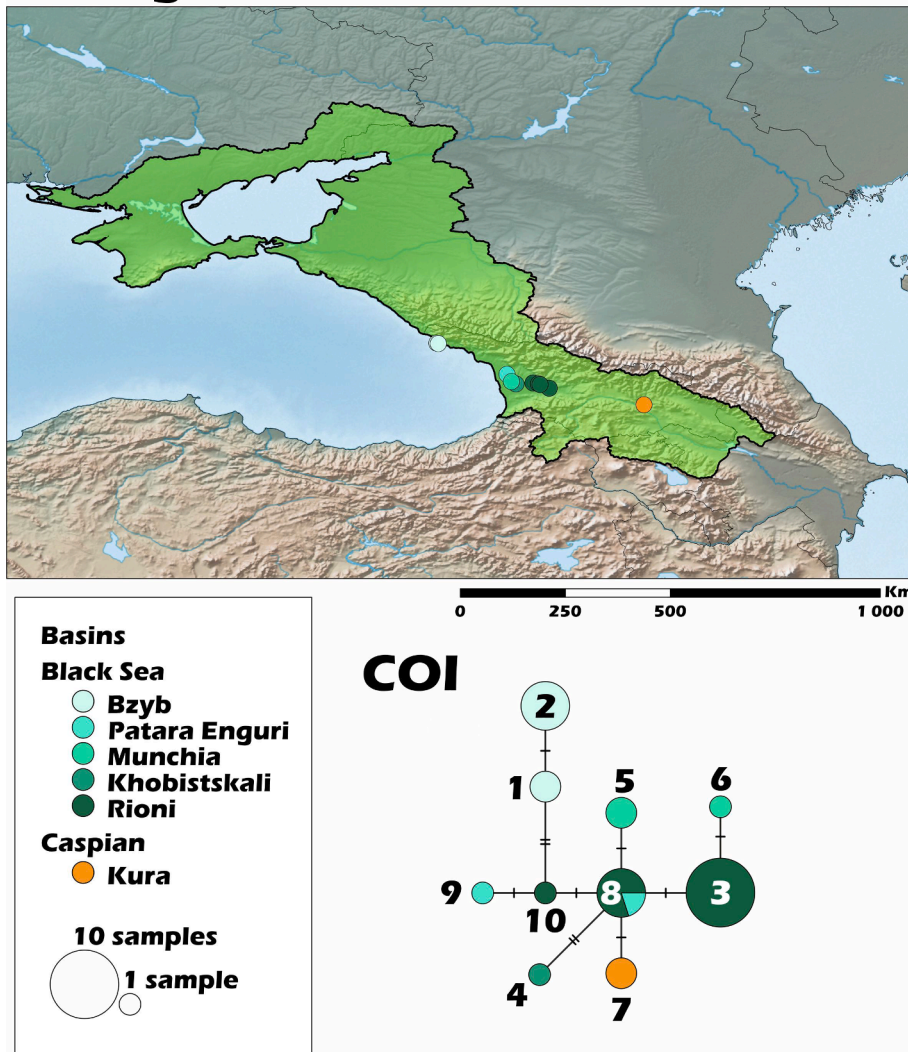 Km
0 250 500 1 000
Basins
Black Sea
Bzyb
Patara Enguri
Munchia
Khobistskali
Rioni
Caspian
Kura
10 samples
1 sample
COI
2
1
5
6
9
10
8
3
4
7